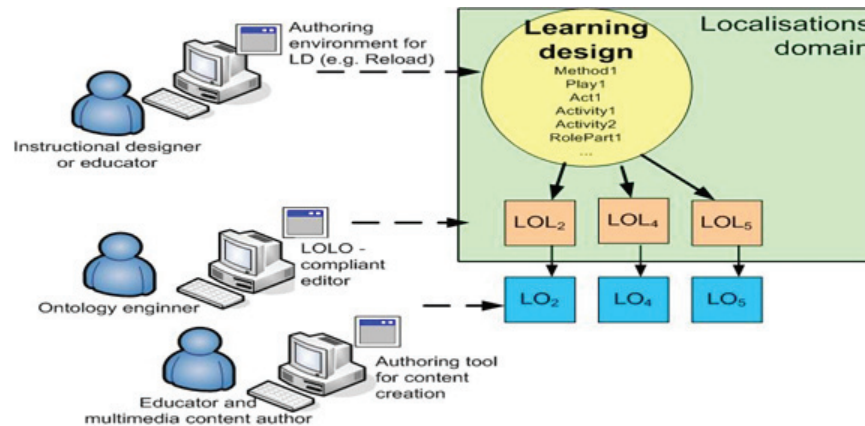 Authoring
environment for
LD (e.g. Reload)
Instructional designer
or educator
Learning
design
Method1
Play1
Act1
Activity1
Activity2
RolePart1
...
Localisations
domain
LOL2
LOL4
LOL5
LOLO -
compliant
editor
Ontology enginner
LO2
LO4
LO5
Authoring tool
for content
creation
Educator and
multimedia content author